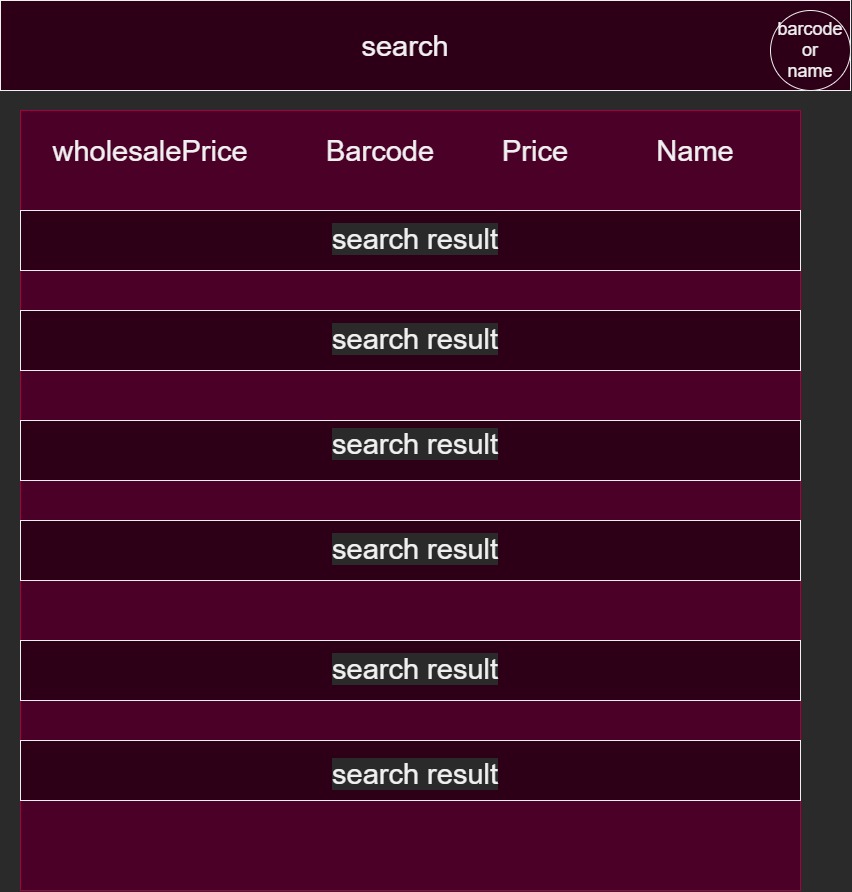 search
barcode
or
name
wholesalePrice Barcode Price Name
search result
search result
search result
search result
search result
search result